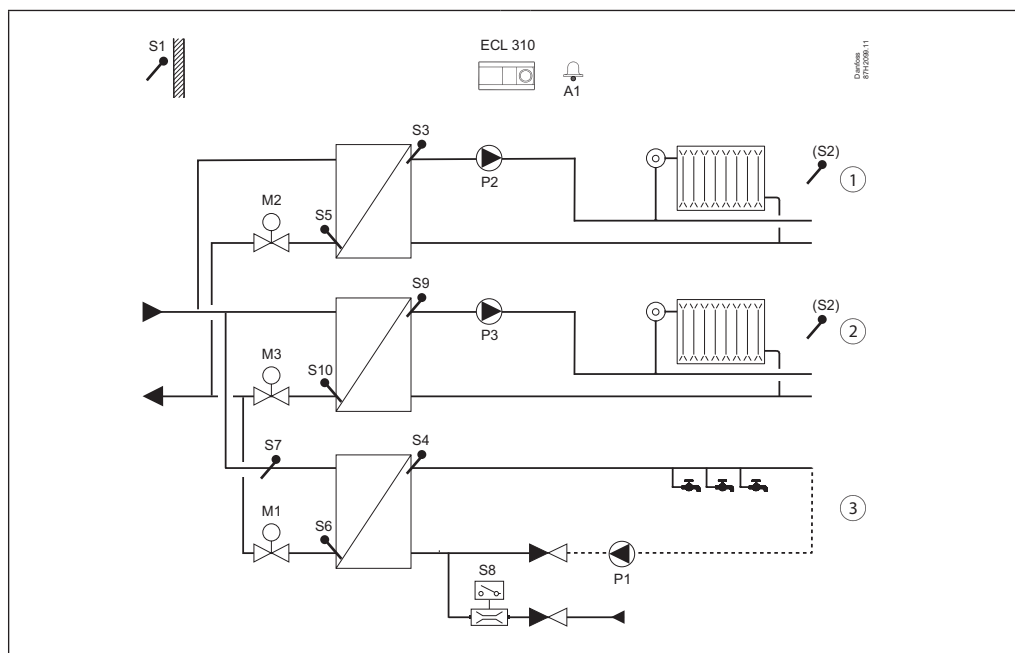 S1
ECL 310
A1
Danfoss
87H2099.11
S3
P2
(S2)
1
M2
S5
S9
P3
(S2)
2
M3
S10
S7
S4
3
M1
S6
P1
S8